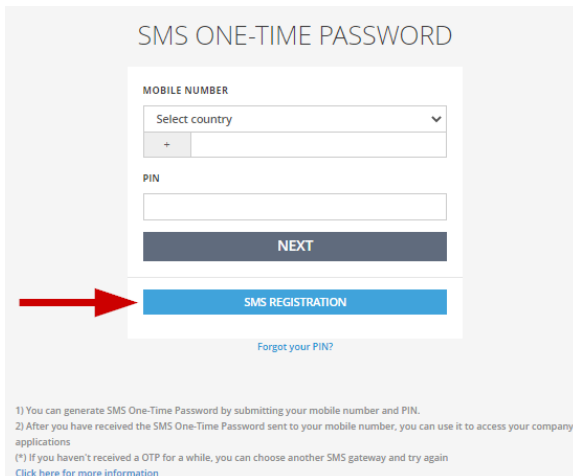 SMS ONE-TIME PASSWORD
MOBILE NUMBER
Select country
+
PIN
NEXT
SMS REGISTRATION
Forgot your PIN?
1) You can generate SMS One-Time Password by submitting your mobile number and PIN.
2) After you have received the SMS One-Time Password sent to your mobile number, you can use it to access your company
applications
(*) If you haven't received a OTP for a while, you can choose another SMS gateway and try again
Click here for more information